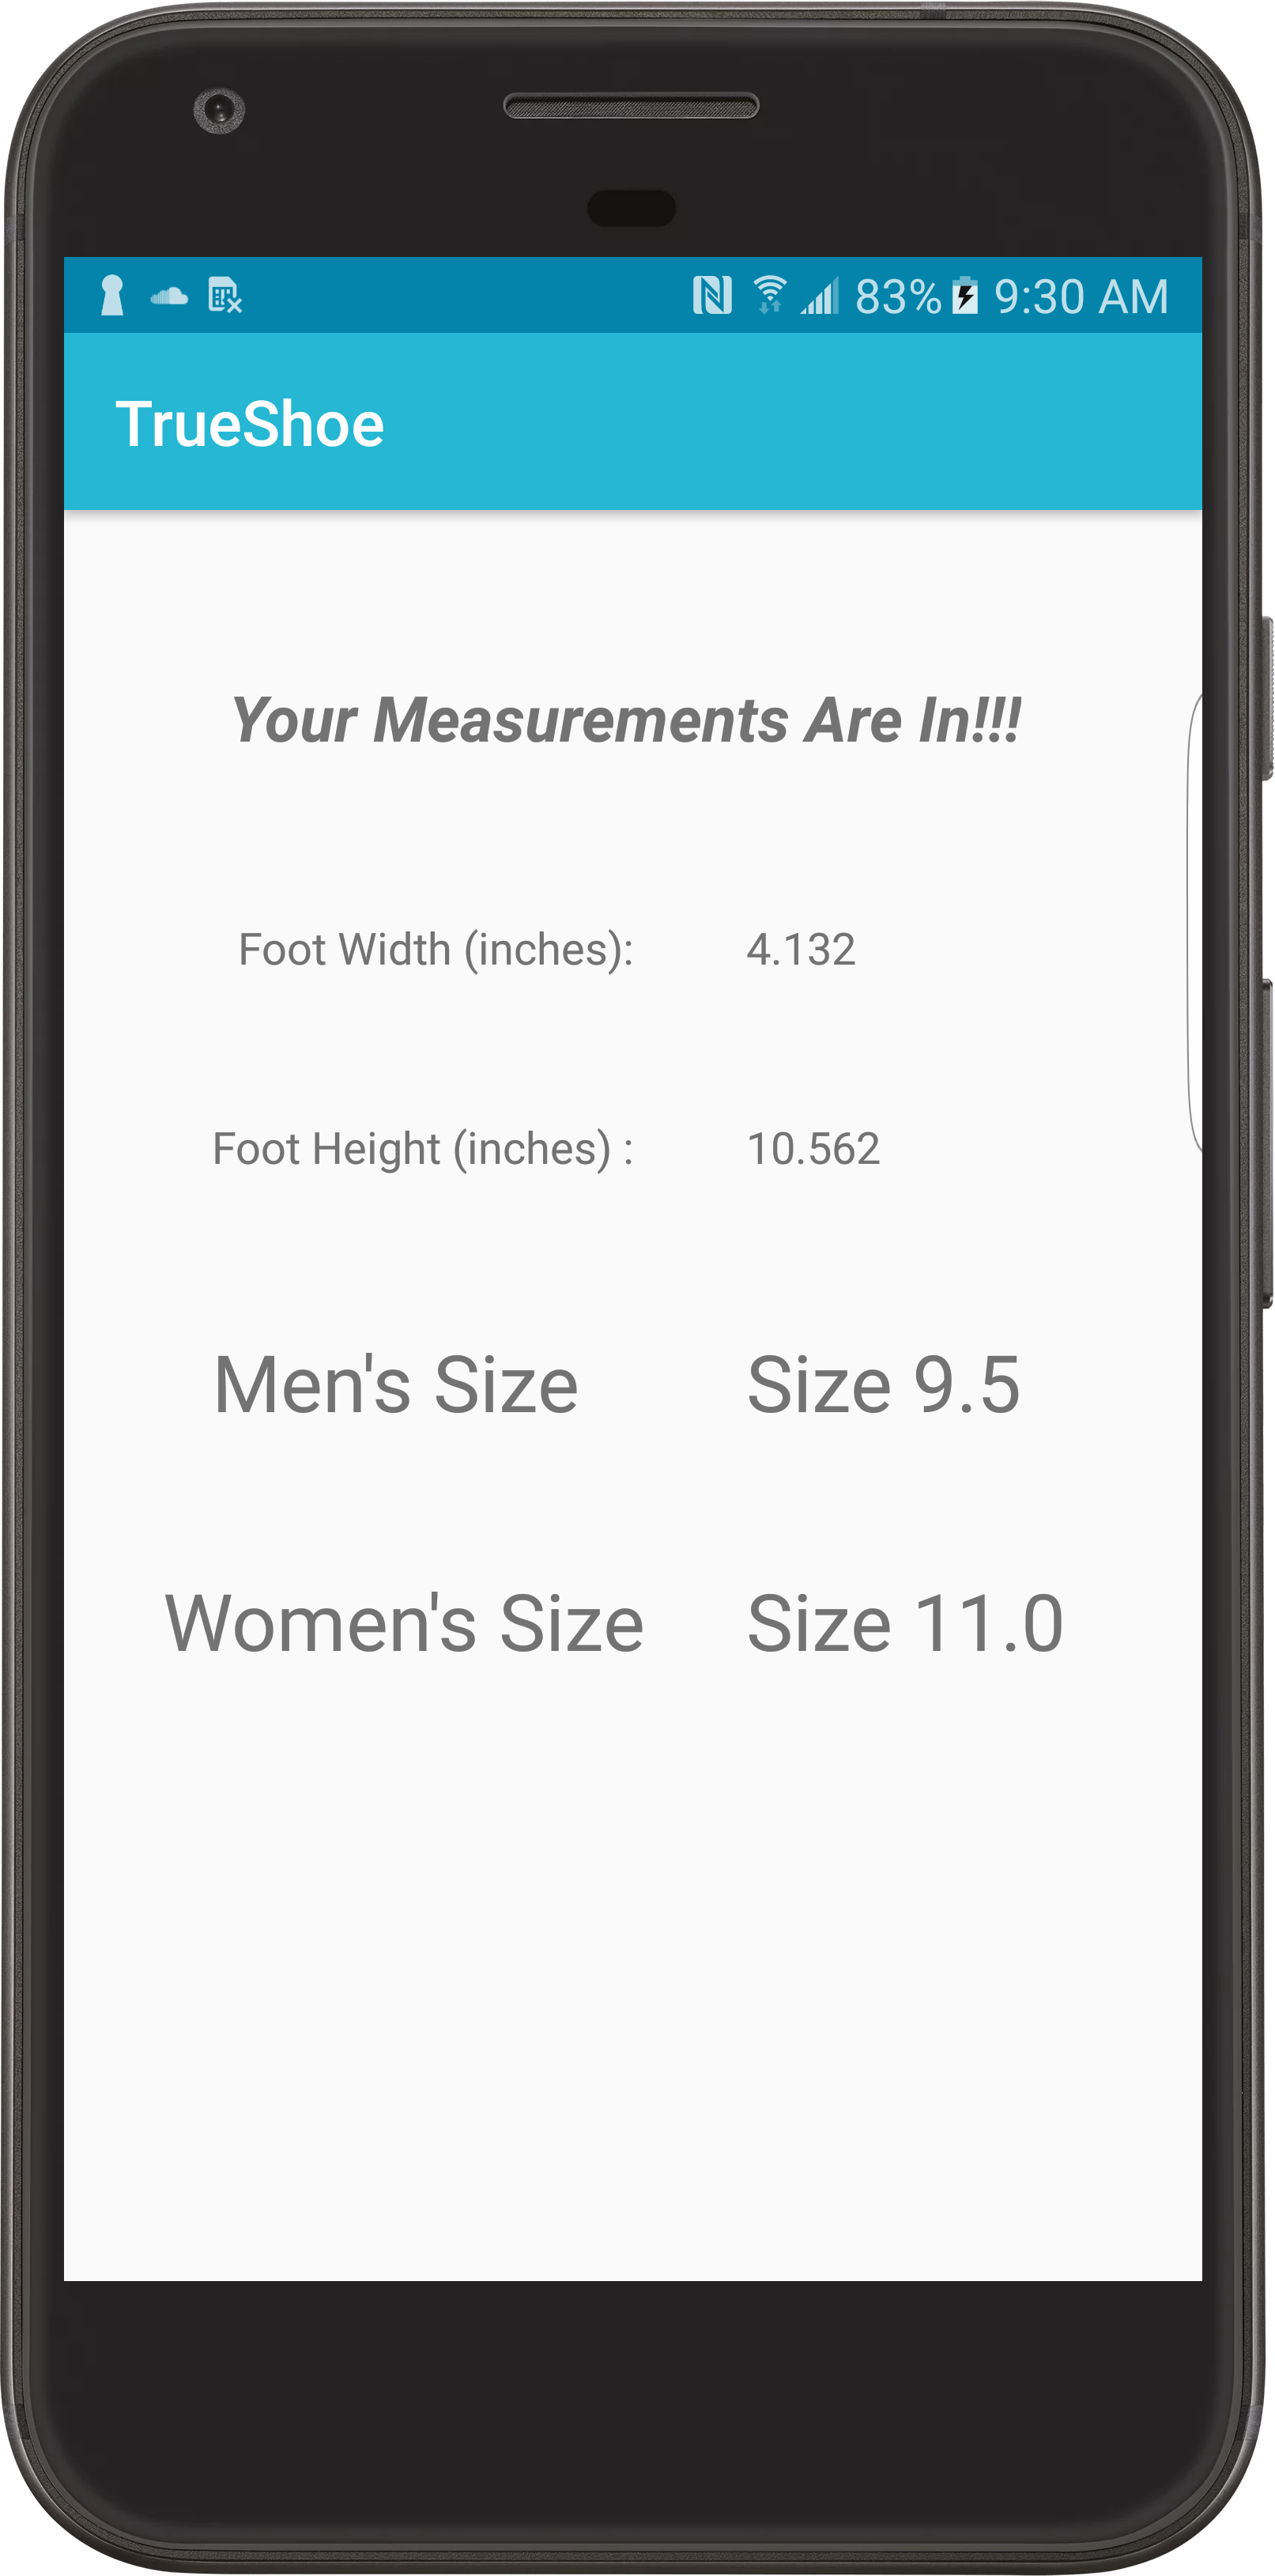 83% 9:30 AM
TrueShoe
Your Measurements Are In!!!
Foot Width (inches): 4.132
Foot Height (inches) : 10.562
Men's Size Size 9.5
Women's Size Size 11.0